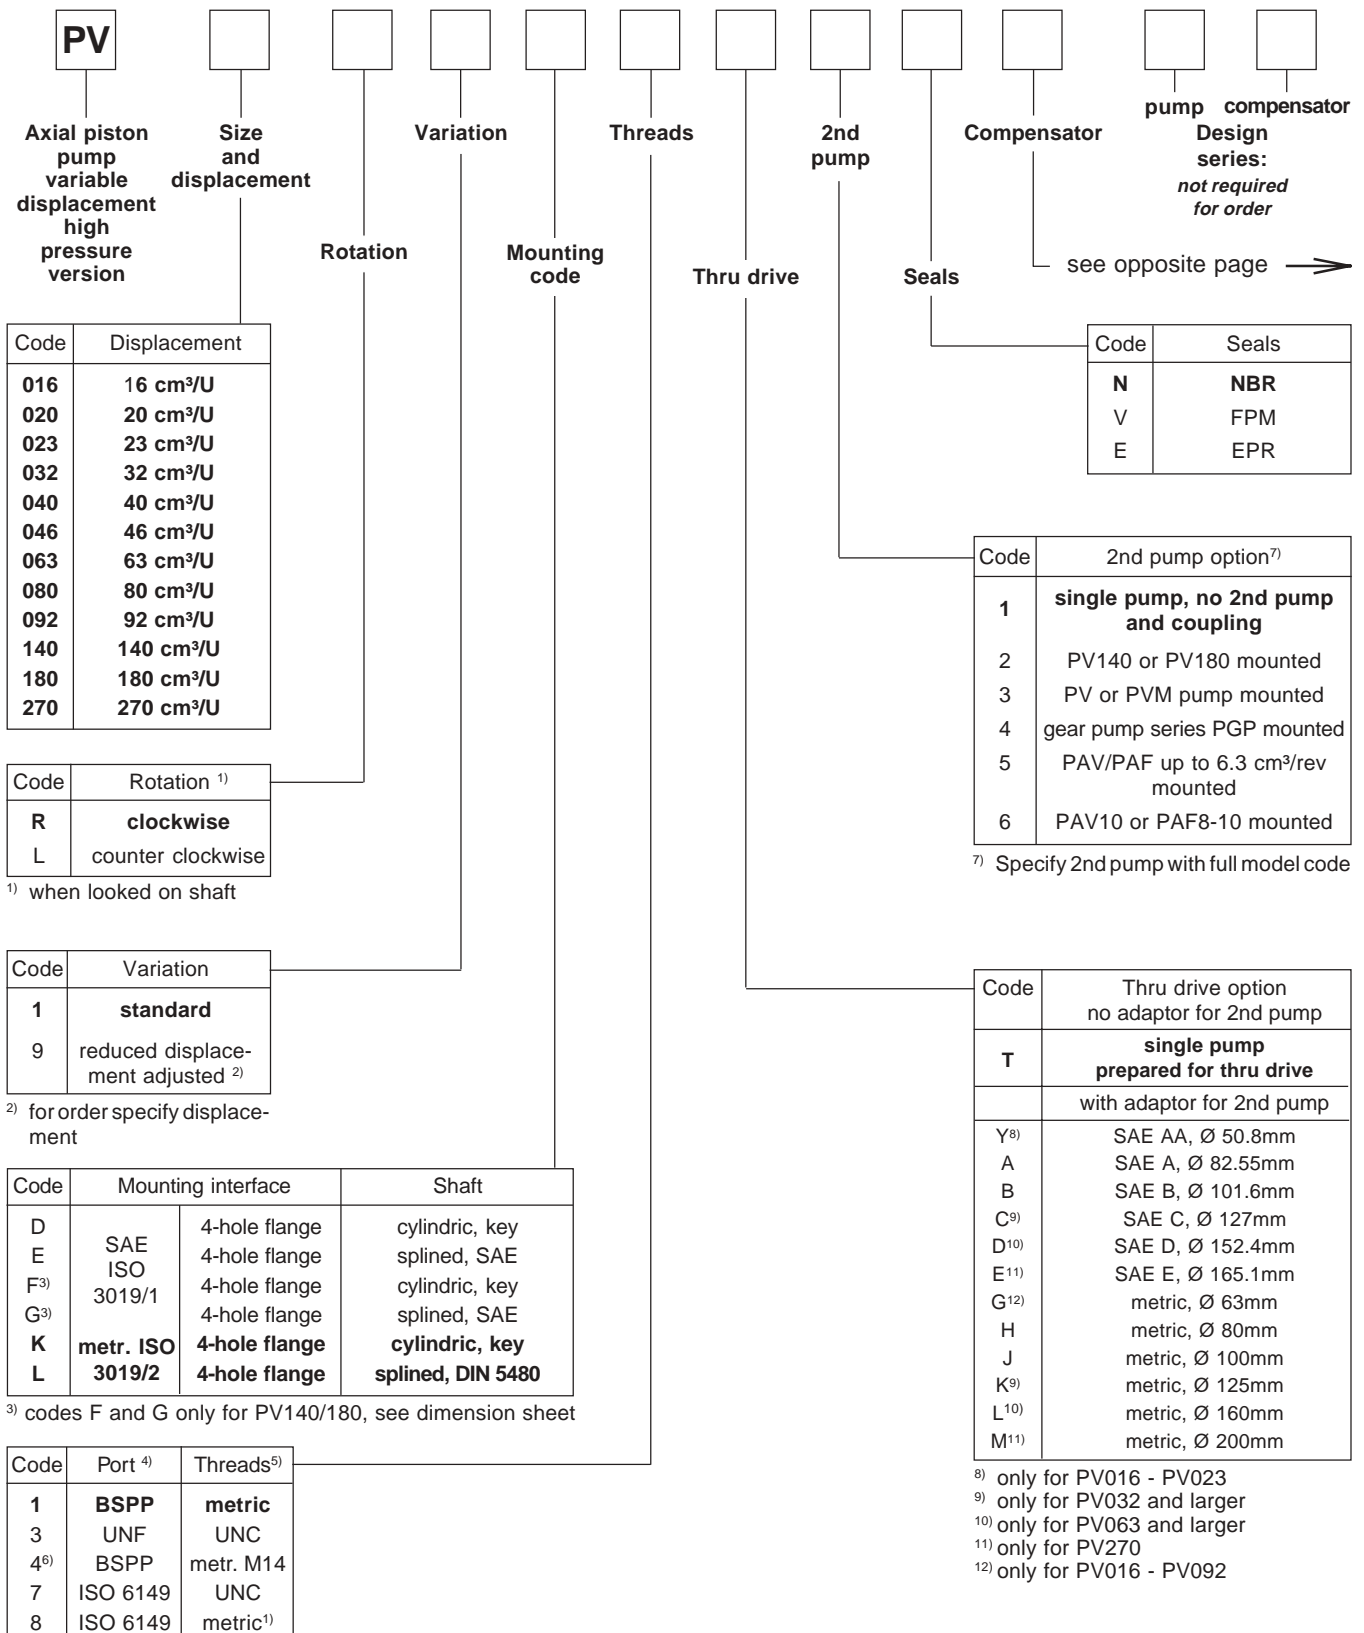 PV
Axial piston
pump
variable
displacement
high
pressure
version
Size
and
displacement
Rotation
Variation
Mounting
code
Threads
Thru drive
2nd
pump
Seals
Compensator
pump compensator
Design
series:
not required
for order
see opposite page
Code Displacement
016 16 cm³/U
020 20 cm³/U
023 23 cm³/U
032 32 cm³/U
040 40 cm³/U
046 46 cm³/U
063 63 cm³/U
080 80 cm³/U
092 92 cm³/U
140 140 cm³/U
180 180 cm³/U
270 270 cm³/U
Code Rotation 1)
R clockwise
L counter clockwise
1) when looked on shaft
Code Variation
1 standard
9 reduced displace-
ment adjusted 2)
2) for order specify displace-
ment
Code Mounting interface Shaft
D 4-hole flange cylindric, key
E SAE 4-hole flange splined, SAE
ISO
F3) 4-hole flange cylindric, key
3019/1
G3) 4-hole flange splined, SAE
K metr. ISO 4-hole flange cylindric, key
L 3019/2 4-hole flange splined, DIN 5480
3) codes F and G only for PV140/180, see dimension sheet
Code Port 4) Threads5)
1 BSPP metric
3 UNF UNC
46) BSPP metr. M14
7 ISO 6149 UNC
8 ISO 6149 metric1)
Code Seals
N NBR
V FPM
E EPR
Code 2nd pump option7)
1 single pump, no 2nd pump
and coupling
2 PV140 or PV180 mounted
3 PV or PVM pump mounted
4 gear pump series PGP mounted
5 PAV/PAF up to 6.3 cm³/rev
mounted
6 PAV10 or PAF8-10 mounted
7) Specify 2nd pump with full model code
Code Thru drive option
no adaptor for 2nd pump
T single pump
prepared for thru drive
with adaptor for 2nd pump
Y8) SAE AA, Ø 50.8mm
A SAE A, Ø 82.55mm
B SAE B, Ø 101.6mm
C9) SAE C, Ø 127mm
D10) SAE D, Ø 152.4mm
E11) SAE E, Ø 165.1mm
G12) metric, Ø 63mm
H metric, Ø 80mm
J metric, Ø 100mm
K9) metric, Ø 125mm
L10) metric, Ø 160mm
M11) metric, Ø 200mm
8) only for PV016 - PV023
9) only for PV032 and larger
10) only for PV063 and larger
11) only for PV270
12) only for PV016 - PV092